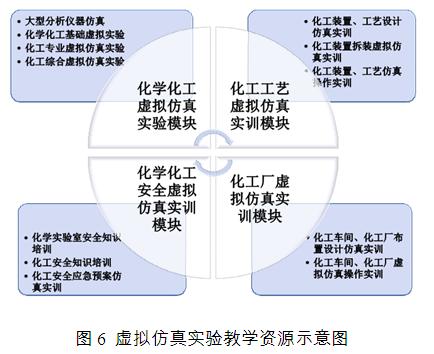 大型分析仪器仿真
化学化工基础虚拟实验
化工专业虚拟仿真实验
化工综合虚拟仿真实验
化工装置、工艺设计
仿真实训
化工装置拆装虚拟仿
真实训
化工装置、工艺仿真
操作实训
化学化工
虚拟仿真
实验模块
化工工艺
虚拟仿真
实训模块
化学化工
安全虚拟
仿真实训
模块
化工厂虚
拟仿真实
训模块
化学实验室安全知识
培训
化工安全知识培训
化工安全应急预案仿
真实训
化工车间、化工厂布
置设计仿真实训
化工车间、化工厂虚
拟仿真操作实训
图 6 虚拟仿真实验教学资源示意图